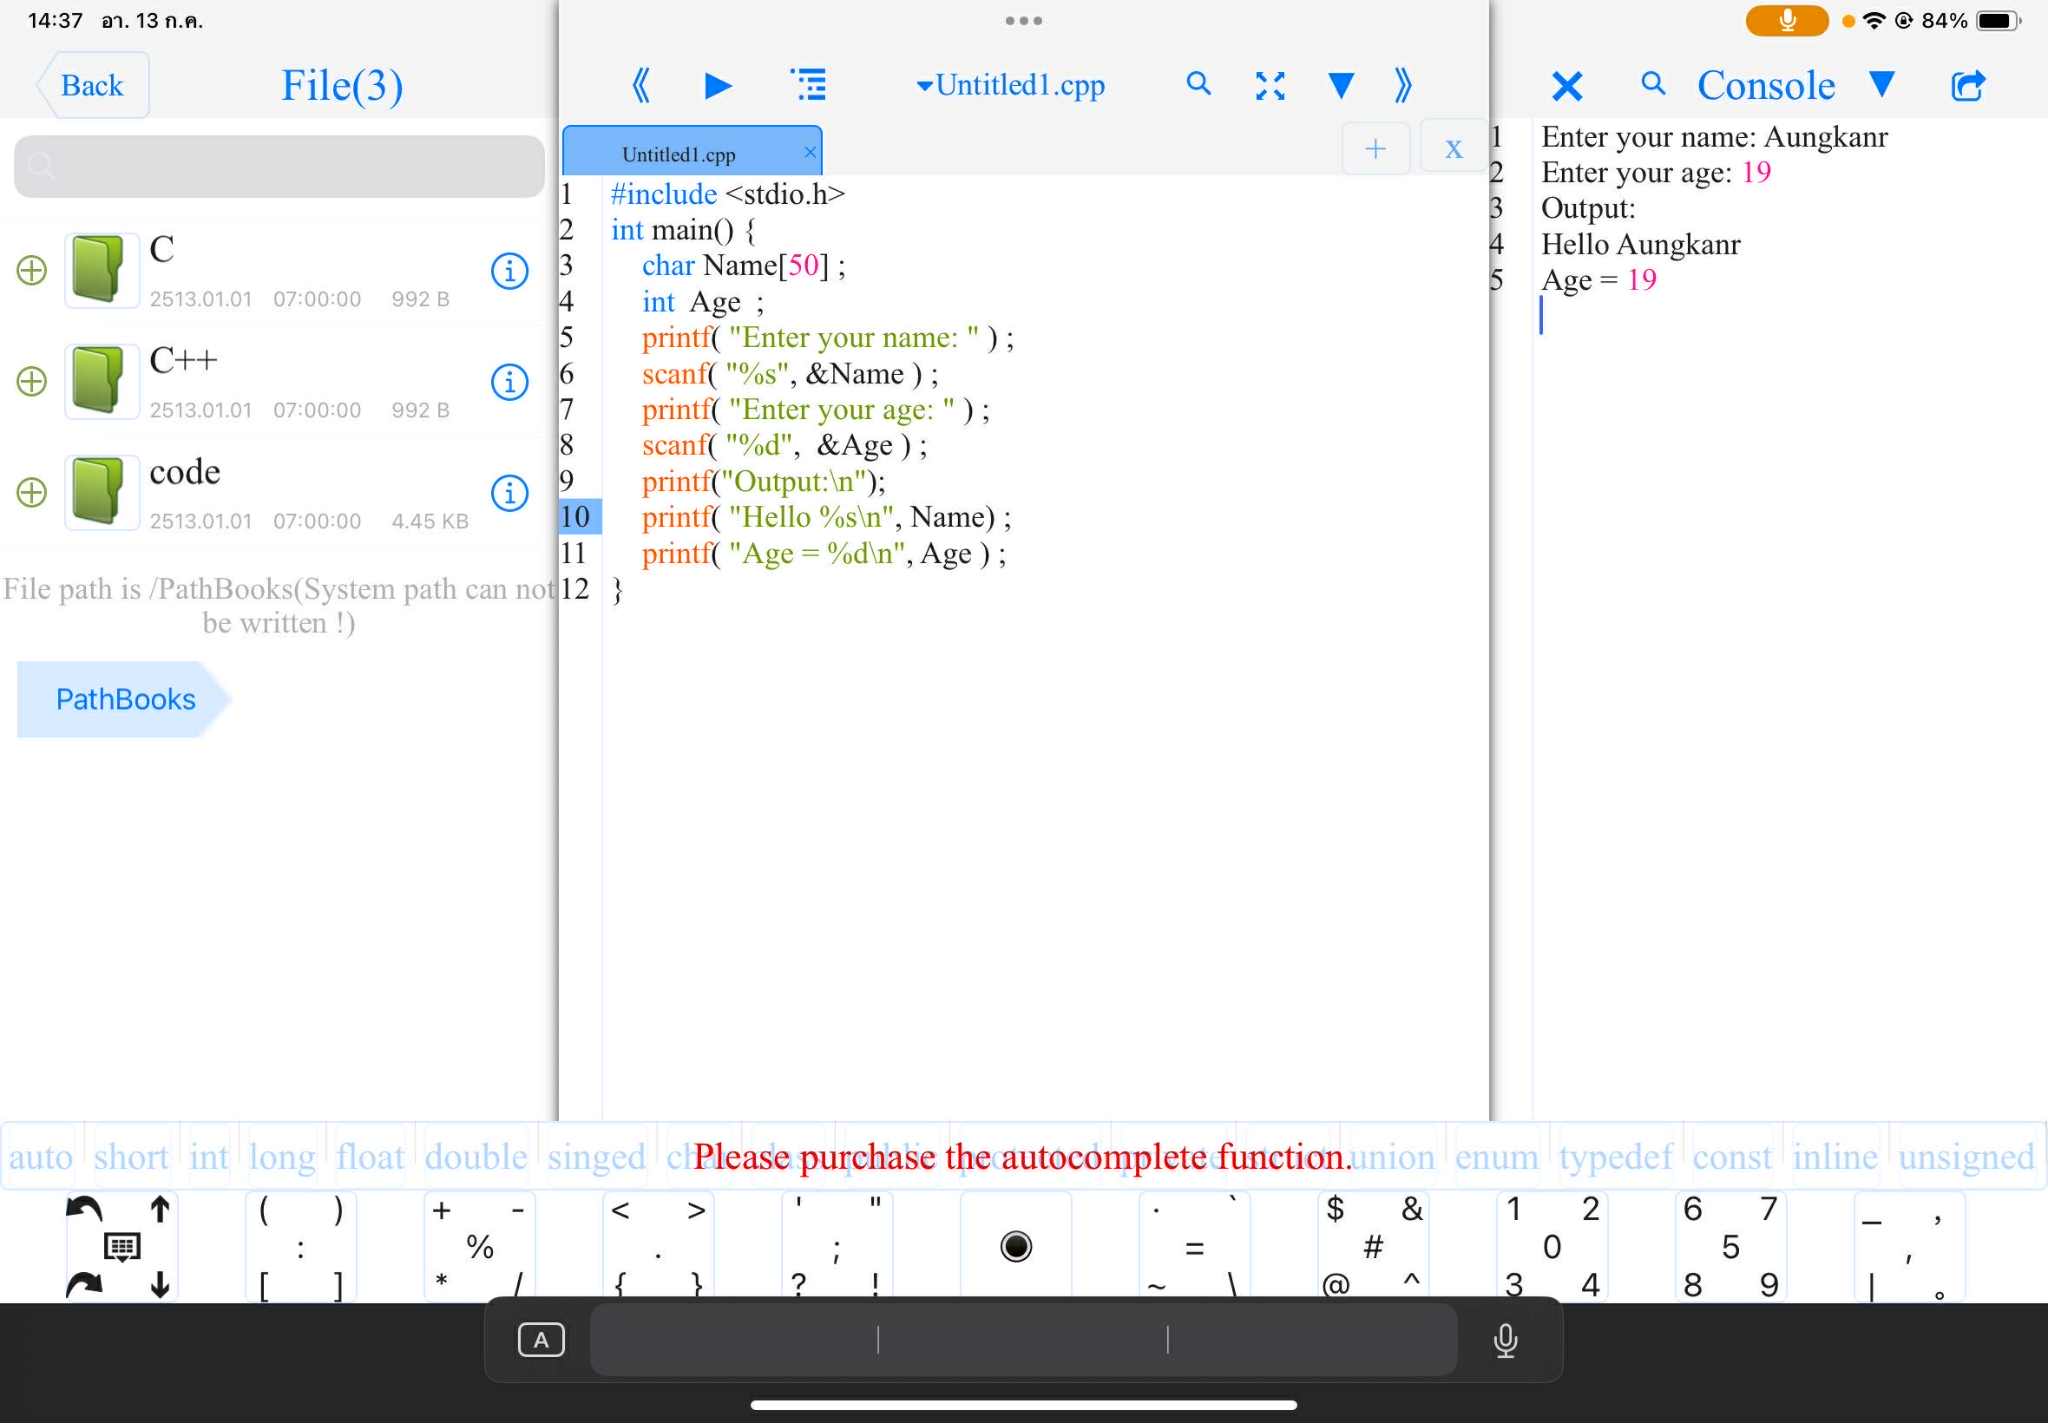 14:37 อา. 13 ก.ค.
84%
Back
File(3)
C
2513.01.01 07:00:00 992 B
C++
2513.01.01 07:00:00 992 B
code
2513.01.01 07:00:00 4.45 KB
File path is /PathBooks(System path can not
be written !)
PathBooks
Untitled1.cpp
Untitled1.cpp ×
+ x
1 #include <stdio.h>
2 int main() {
3 char Name[50] ;
4 int Age ;
5 printf( "Enter your name: " ) ;
6 scanf( "%s", &Name ) ;
7 printf( "Enter your age: " ) ;
8 scanf( "%d", &Age ) ;
9 printf("Output:\n");
10 printf( "Hello %s\n", Name) ;
11 printf( "Age = %d\n", Age ) ;
12 }
Console
1 Enter your name: Aungkanr
2 Enter your age: 19
3 Output:
4 Hello Aungkanr
5 Age = 19
auto short int long float double singed union enum typedef const inline unsigned
Please purchase the autocomplete function.
( ) + - < > ' " · ` $ & 1 2 6 7 _ ,
: % . ; = # 0 5 ,
[ ] * / { } ? ! ~ \ @ ^ 3 4 8 9 | 。
A